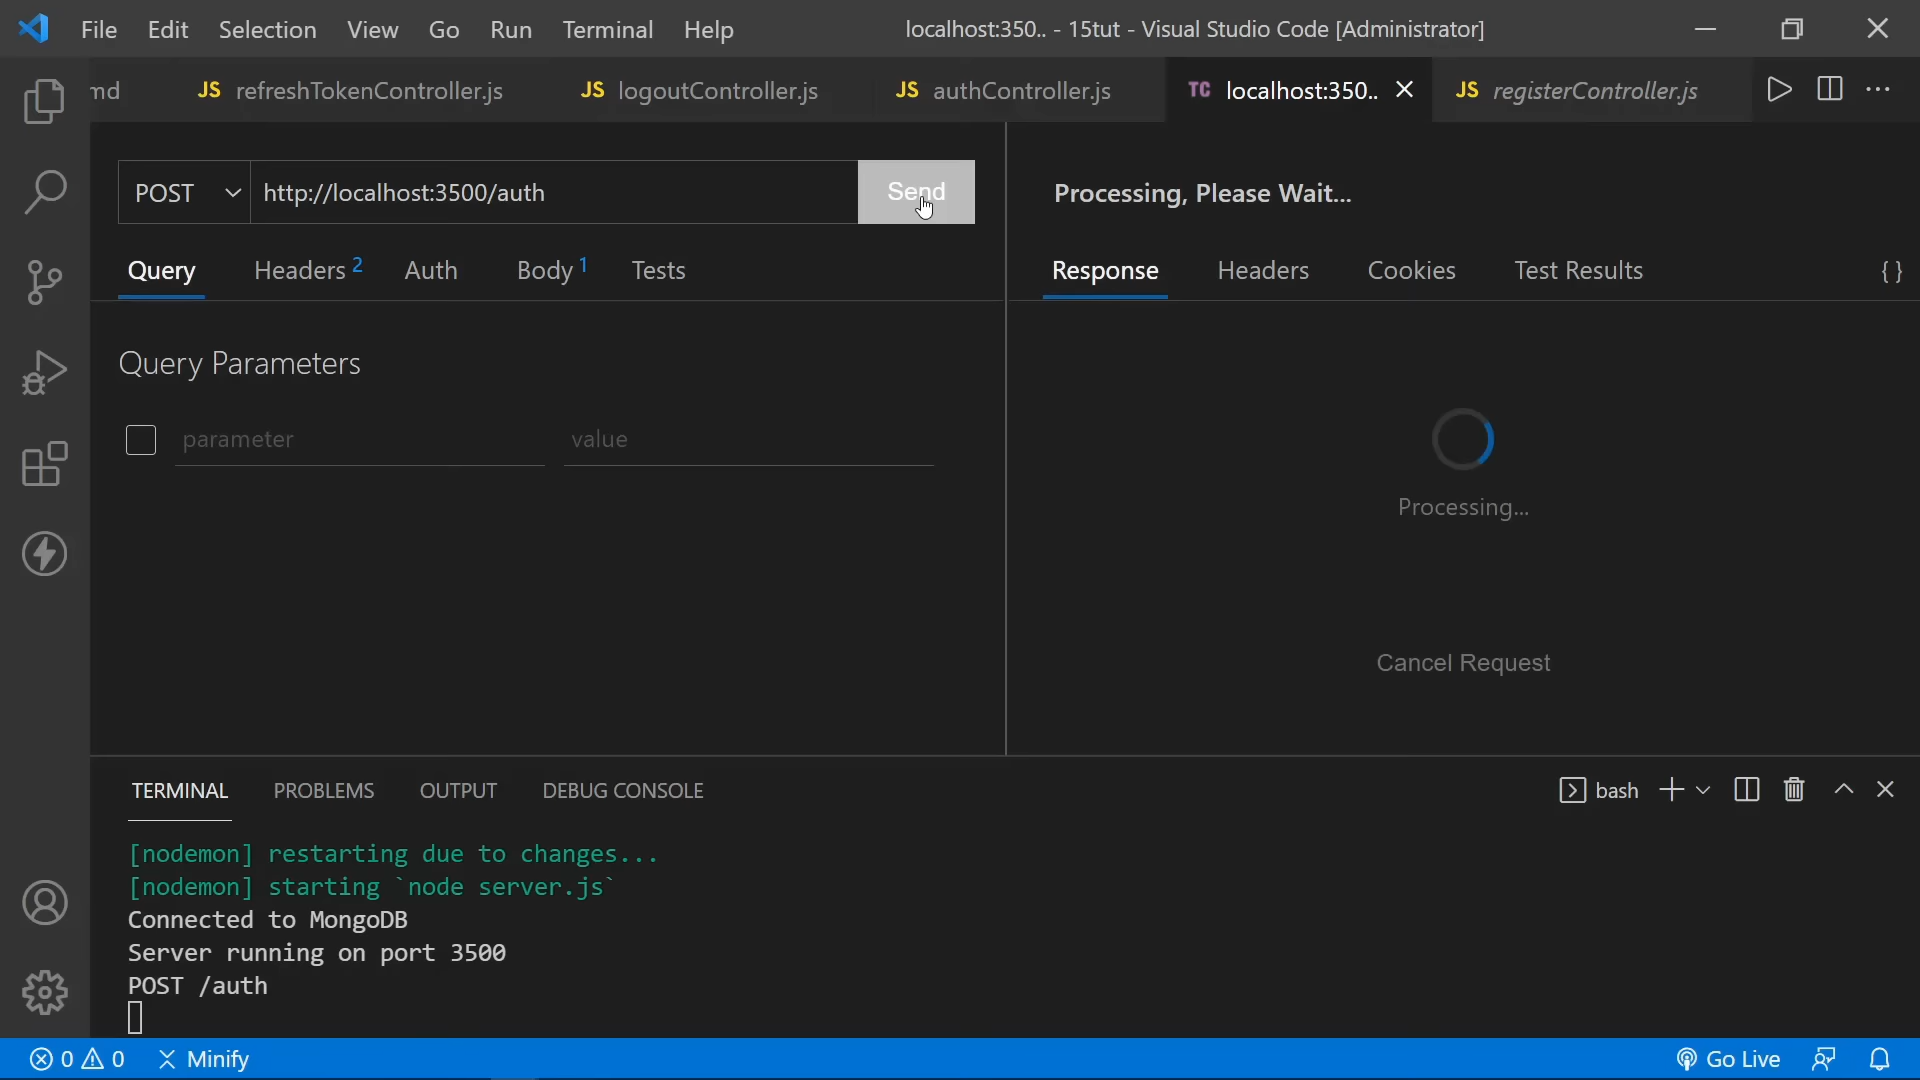 File Edit Selection View Go Run Terminal Help localhost:350.. - 15tut - Visual Studio Code [Administrator]
md JS refreshTokenController.js JS logoutController.js JS authController.js TC localhost:350.. JS registerController.js
POST http://localhost:3500/auth Send Processing, Please Wait...
Query Headers 2 Auth Body 1 Tests Response Headers Cookies Test Results { }
Query Parameters
parameter value
Processing...
Cancel Request
TERMINAL PROBLEMS OUTPUT DEBUG CONSOLE bash
[nodemon] restarting due to changes...
[nodemon] starting `node server.js`
Connected to MongoDB
Server running on port 3500
POST /auth
0 0 Minify Go Live